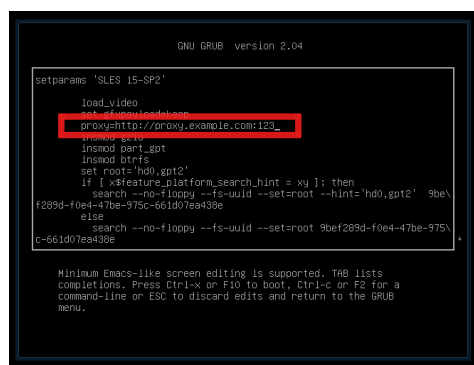 GNU GRUB version 2.04
setparams 'SLES 15-SP2'
load_video
set gfxpayload=keep
proxy=http://proxy.example.com:123_
insmod gzio
insmod part_gpt
insmod btrfs
set root='hd0,gpt2'
if [ x$feature_platform_search_hint = xy ]; then
search --no-floppy --fs-uuid --set=root --hint='hd0,gpt2' 9be\
f289d-f0e4-47be-975c-661d07ea438e
else
search --no-floppy --fs-uuid --set=root 9bef289d-f0e4-47be-975\
c-661d07ea438e
Minimum Emacs-like screen editing is supported. TAB lists
completions. Press Ctrl-x or F10 to boot, Ctrl-c or F2 for a
command-line or ESC to discard edits and return to the GRUB
menu.